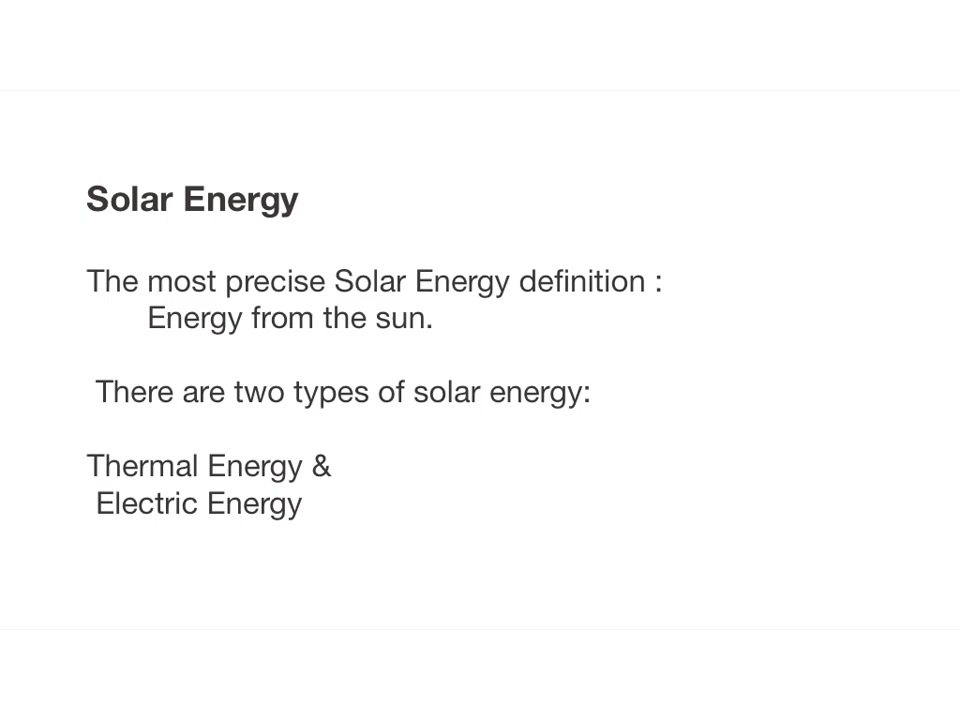 Solar Energy
The most precise Solar Energy definition :
Energy from the sun.
There are two types of solar energy:
Thermal Energy &
Electric Energy